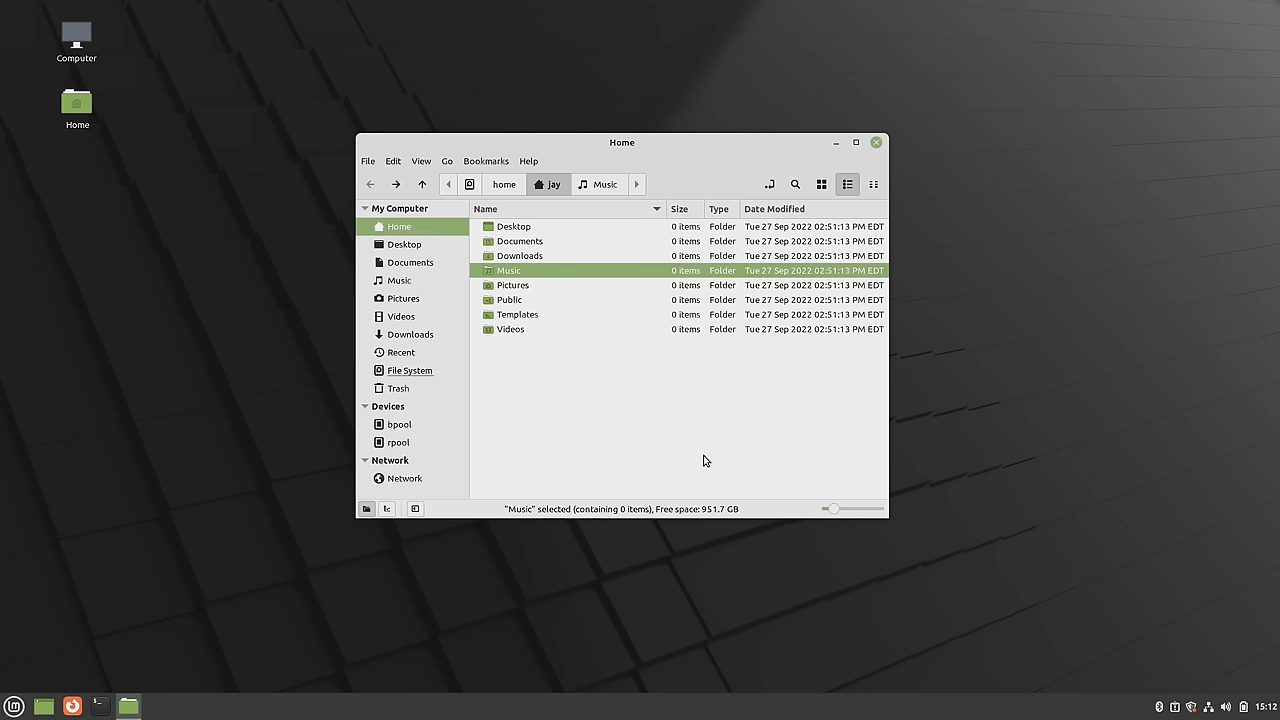 Computer
Home
Home
File Edit View Go Bookmarks Help
home jay Music
My Computer
Home
Desktop
Documents
Music
Pictures
Videos
Downloads
Recent
File System
Trash
Devices
bpool
rpool
Network
Network
Name Size Type Date Modified
Desktop 0 items Folder Tue 27 Sep 2022 02:51:13 PM EDT
Documents 0 items Folder Tue 27 Sep 2022 02:51:13 PM EDT
Downloads 0 items Folder Tue 27 Sep 2022 02:51:13 PM EDT
Music 0 items Folder Tue 27 Sep 2022 02:51:13 PM EDT
Pictures 0 items Folder Tue 27 Sep 2022 02:51:13 PM EDT
Public 0 items Folder Tue 27 Sep 2022 02:51:13 PM EDT
Templates 0 items Folder Tue 27 Sep 2022 02:51:13 PM EDT
Videos 0 items Folder Tue 27 Sep 2022 02:51:13 PM EDT
"Music" selected (containing 0 items), Free space: 951.7 GB
15:12